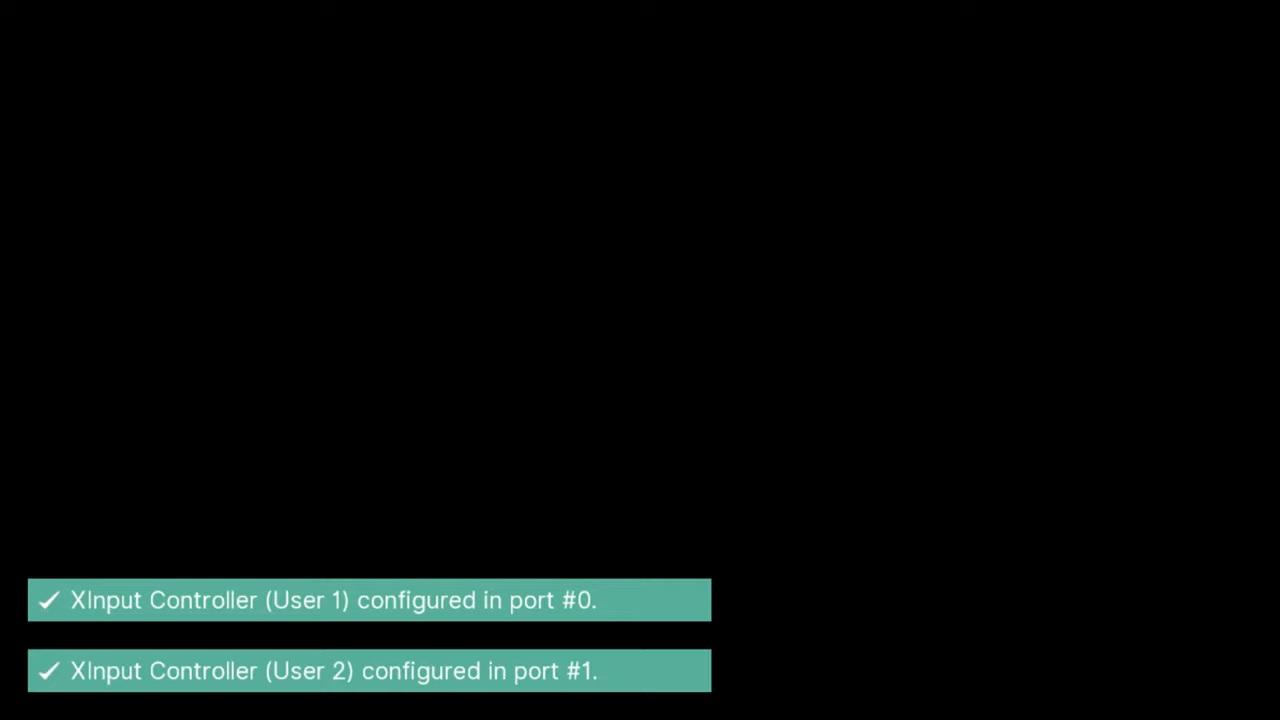 XInput Controller (User 1) configured in port #0.
XInput Controller (User 2) configured in port #1.